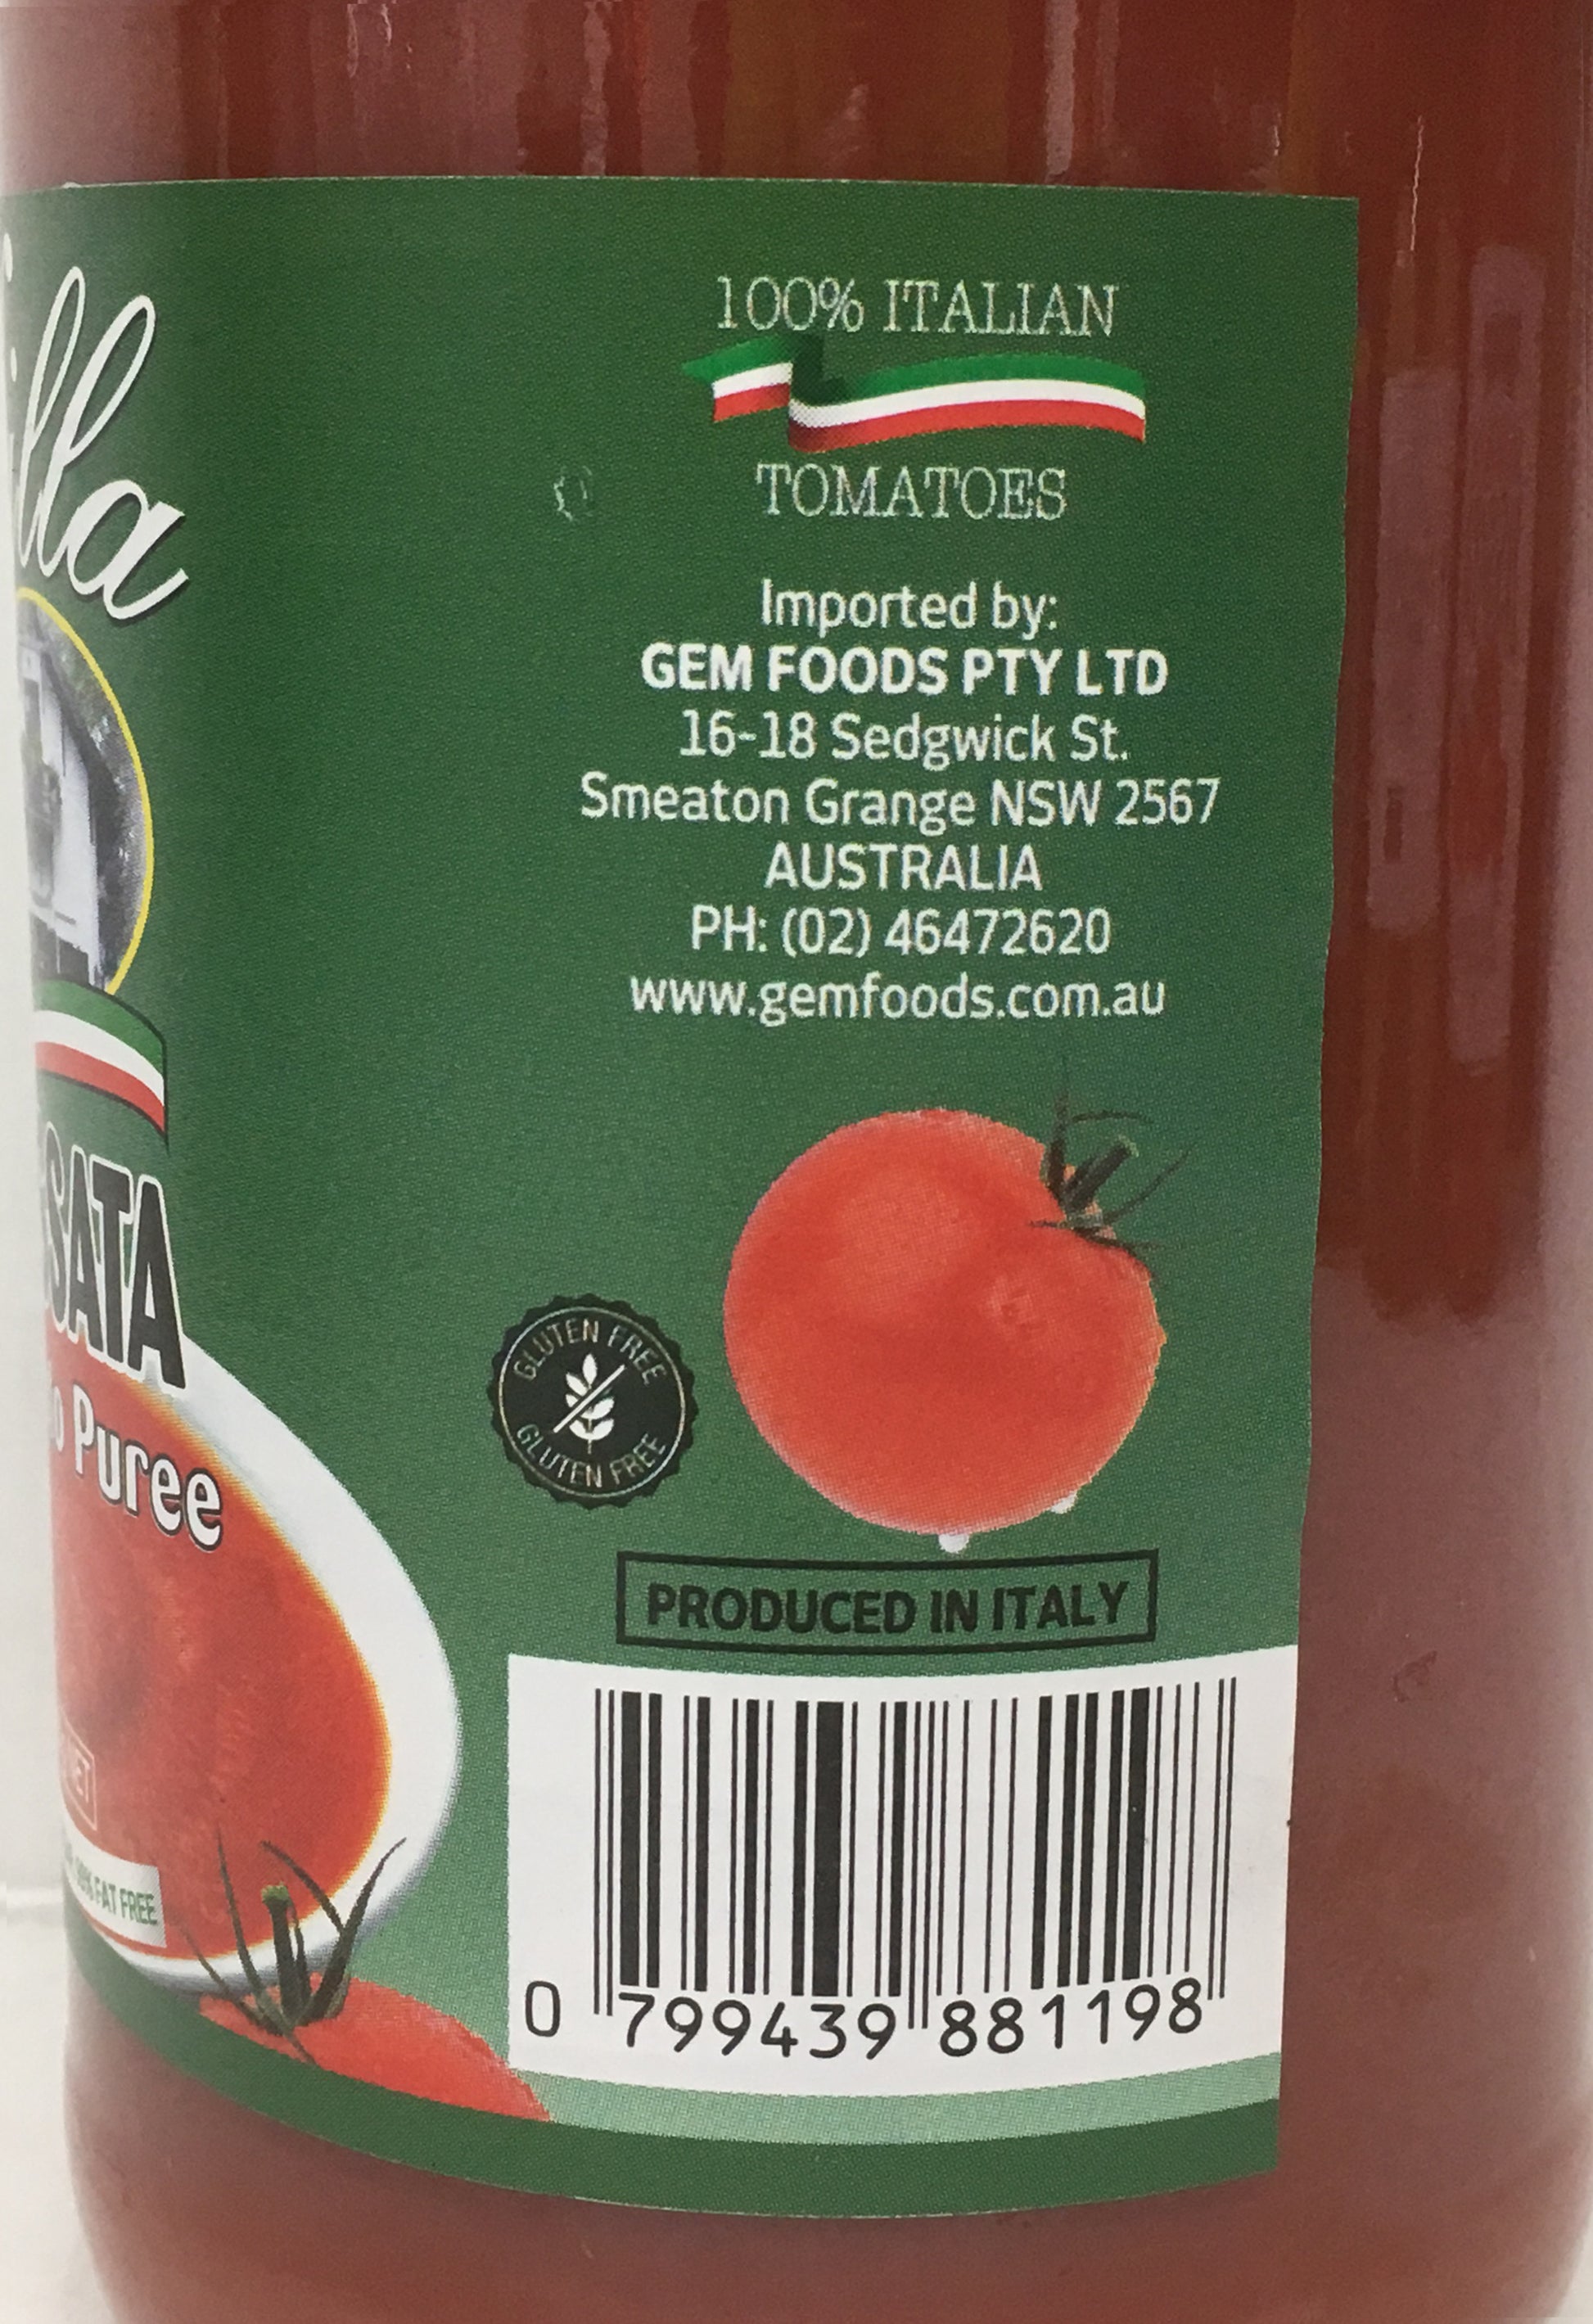 100% ITALIAN
TOMATOES
Imported by:
GEM FOODS PTY LTD
16-18 Sedgwick St.
Smeaton Grange NSW 2567
AUSTRALIA
PH: (02) 46472620
www.gemfoods.com.au
GLUTEN FREE
GLUTEN FREE
PRODUCED IN ITALY
0 799439 881198
Puree
FAT FREE